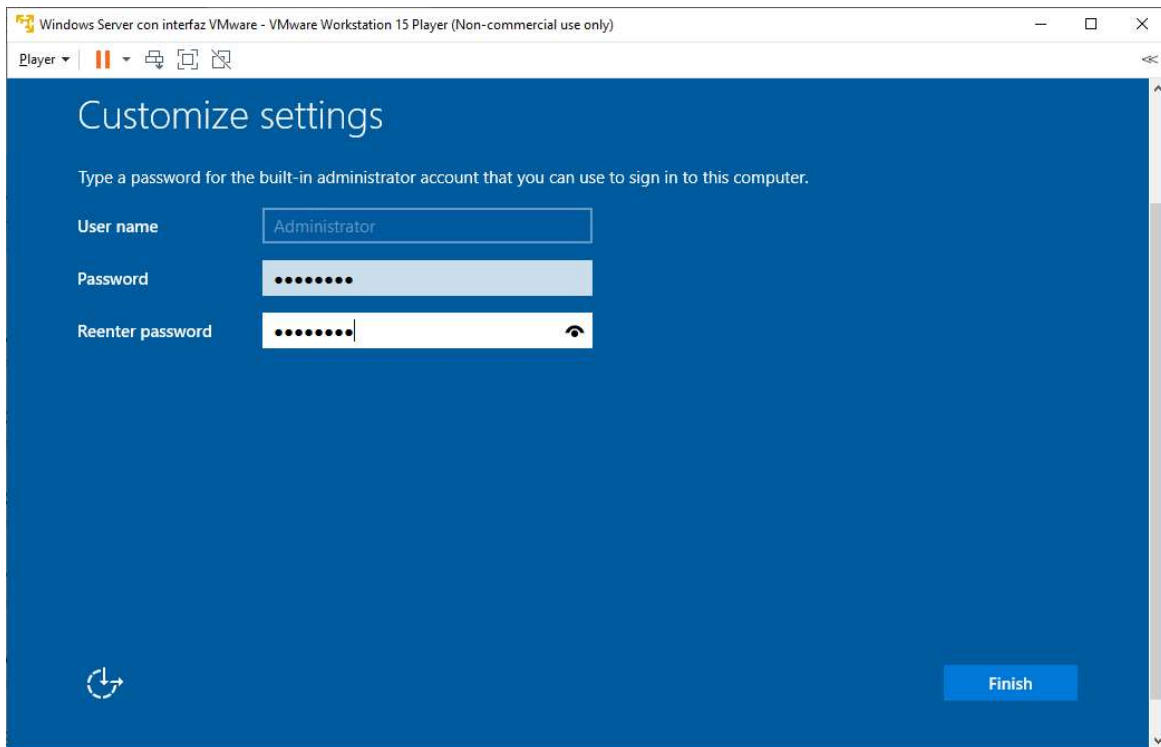 Windows Server con interfaz VMware - VMware Workstation 15 Player (Non-commercial use only)
Player
Customize settings
Type a password for the built-in administrator account that you can use to sign in to this computer.
User name
Administrator
Password
●●●●●●●●
Reenter password
●●●●●●●●
Finish